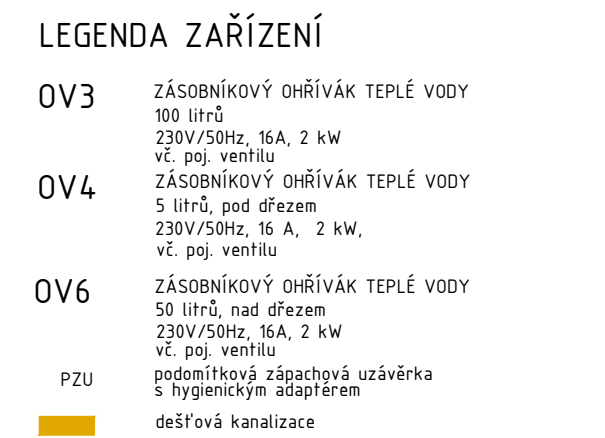 LEGENDA ZAŘÍZENÍ
OV3 ZÁSOBNÍKOVÝ OHŘÍVÁK TEPLÉ VODY
100 litrů
230V/50Hz, 16A, 2 kW
vč. poj. ventilu
OV4 ZÁSOBNÍKOVÝ OHŘÍVÁK TEPLÉ VODY
5 litrů, pod dřezem
230V/50Hz, 16 A, 2 kW,
vč. poj. ventilu
OV6 ZÁSOBNÍKOVÝ OHŘÍVÁK TEPLÉ VODY
50 litrů, nad dřezem
230V/50Hz, 16A, 2 kW
vč. poj. ventilu
PZU podomítková zápachová uzávěrka
s hygienickým adaptérem
dešťová kanalizace